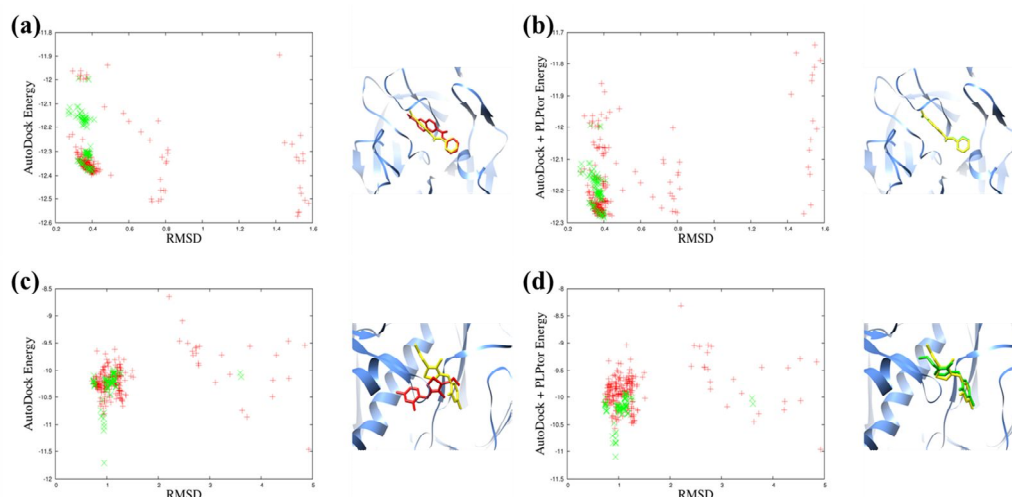 (a)
-11.8
-11.9
-12
-12.1
-12.2
-12.3
-12.4
-12.5
-12.6
AutoDock Energy
0.2 0.4 0.6 0.8 1 1.2 1.4 1.6
RMSD
(b)
-11.7
-11.8
-11.9
-12
-12.1
-12.2
-12.3
AutoDock + PLPtor Energy
0.2 0.4 0.6 0.8 1 1.2 1.4 1.6
RMSD
(c)
-8.5
-9
-9.5
-10
-10.5
-11
-11.5
-12
AutoDock Energy
0 1 2 3 4 5
RMSD
(d)
-8
-8.5
-9
-9.5
-10
-10.5
-11
-11.5
AutoDock + PLPtor Energy
0 1 2 3 4 5
RMSD